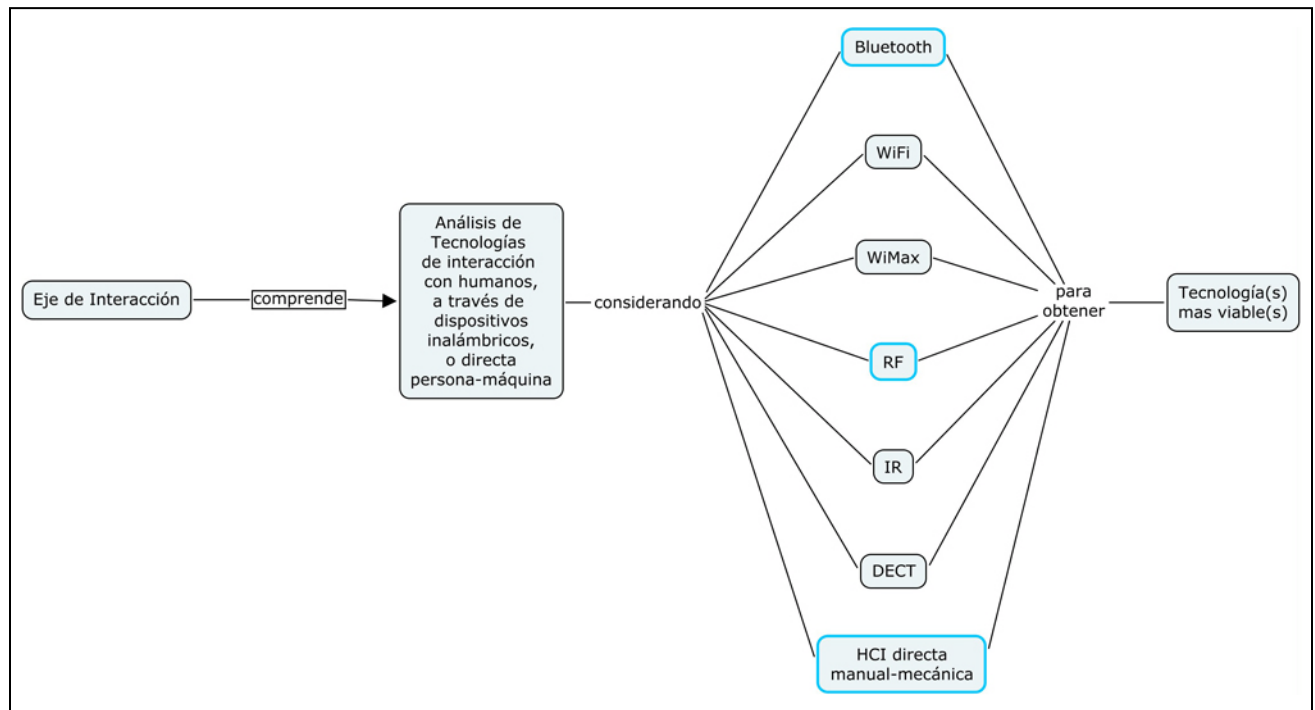 Eje de Interacción
comprende
Análisis de
Tecnologías
de interacción
con humanos,
a través de
dispositivos
inalámbricos,
o directa
persona-máquina
considerando
Bluetooth
WiFi
WiMax
RF
IR
DECT
HCI directa
manual-mecánica
para
obtener
Tecnología(s)
mas viable(s)